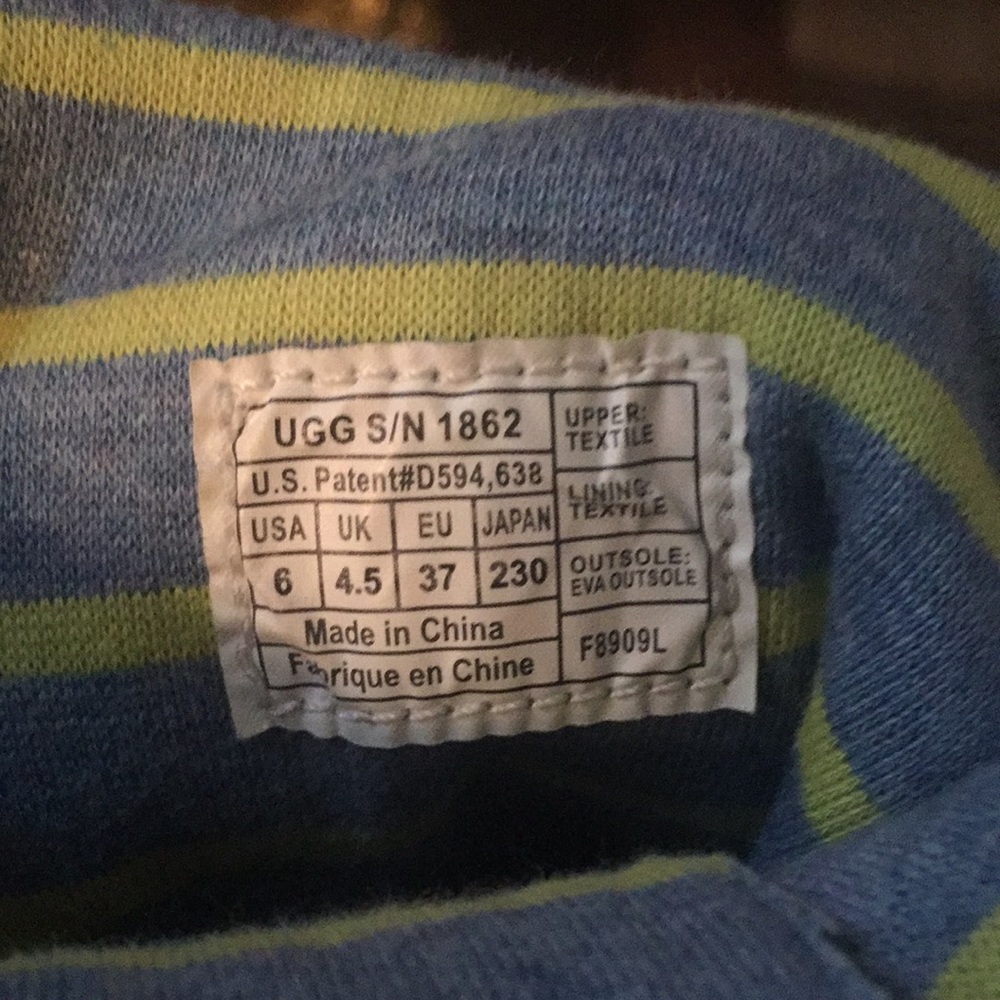 UGG S/N 1862
U.S. Patent#D594,638
USA UK EU JAPAN
6 4.5 37 230
Made in China
Fabrique en Chine
UPPER:
TEXTILE
LINING:
TEXTILE
OUTSOLE:
EVA OUTSOLE
F8909L